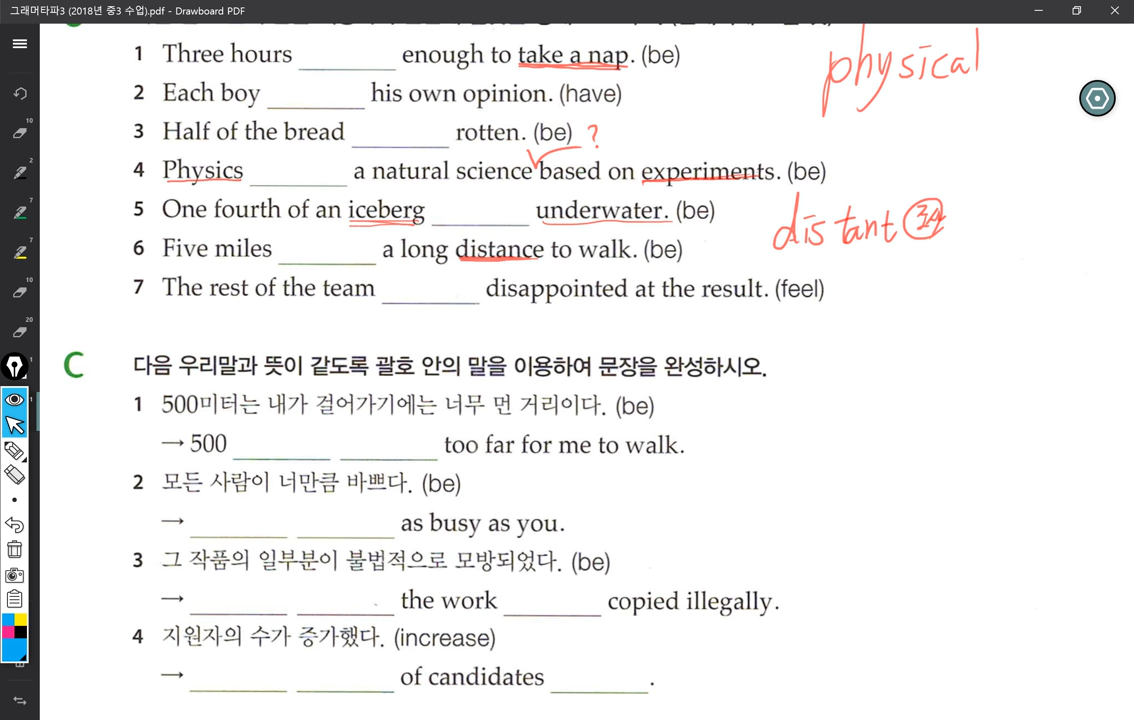 그래머타파3 (2018년 중3 수업).pdf - Drawboard PDF
1 Three hours ________ enough to take a nap. (be)
physical
2 Each boy ________ his own opinion. (have)
3 Half of the bread ________ rotten. (be) ?
4 Physics ________ a natural science based on experiments. (be)
5 One fourth of an iceberg ________ underwater. (be)
distant
6 Five miles ________ a long distance to walk. (be)
7 The rest of the team ________ disappointed at the result. (feel)
C 다음 우리말과 뜻이 같도록 괄호 안의 말을 이용하여 문장을 완성하시오.
1 500미터는 내가 걸어가기에는 너무 먼 거리이다. (be)
→ 500 ________ ________ too far for me to walk.
2 모든 사람이 너만큼 바쁘다. (be)
→ ________ ________ as busy as you.
3 그 작품의 일부분이 불법적으로 모방되었다. (be)
→ ________ ________ the work ________ copied illegally.
4 지원자의 수가 증가했다. (increase)
→ ________ ________ of candidates ________.
10
2
7
7
10
20
1
1